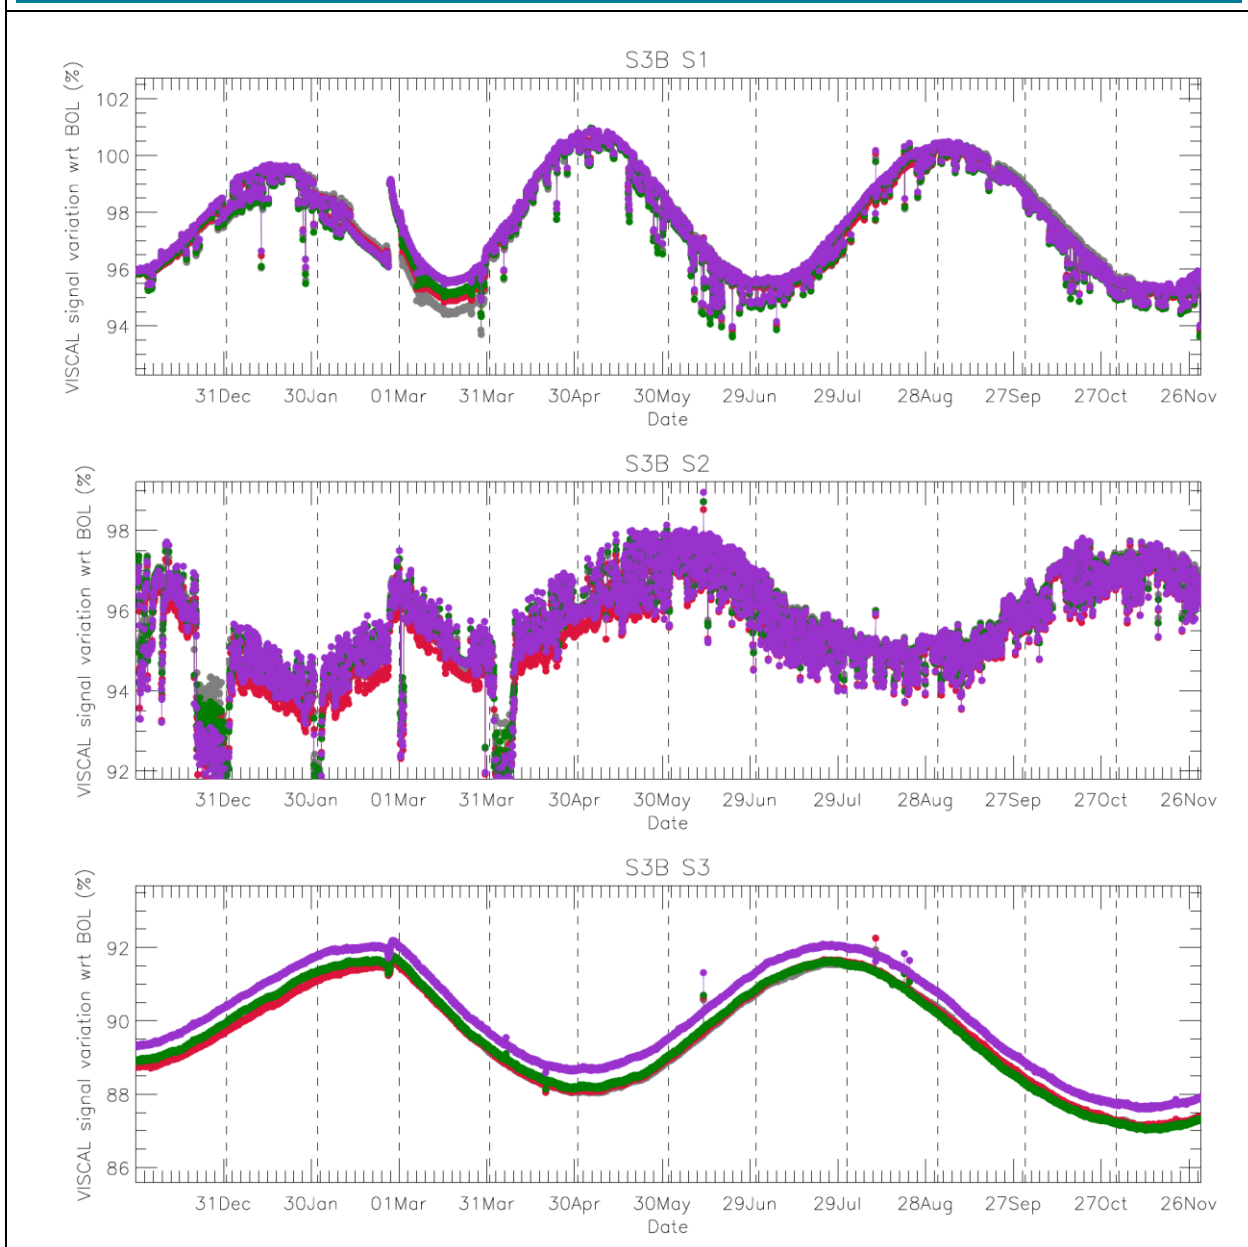 S3B S1
VISCAL signal variation wrt BOL (%)
102
100
98
96
94
31Dec 30Jan 01Mar 31Mar 30Apr 30May 29Jun 29Jul 28Aug 27Sep 27Oct 26Nov
Date
S3B S2
VISCAL signal variation wrt BOL (%)
98
96
94
92
31Dec 30Jan 01Mar 31Mar 30Apr 30May 29Jun 29Jul 28Aug 27Sep 27Oct 26Nov
Date
S3B S3
VISCAL signal variation wrt BOL (%)
92
90
88
86
31Dec 30Jan 01Mar 31Mar 30Apr 30May 29Jun 29Jul 28Aug 27Sep 27Oct 26Nov
Date